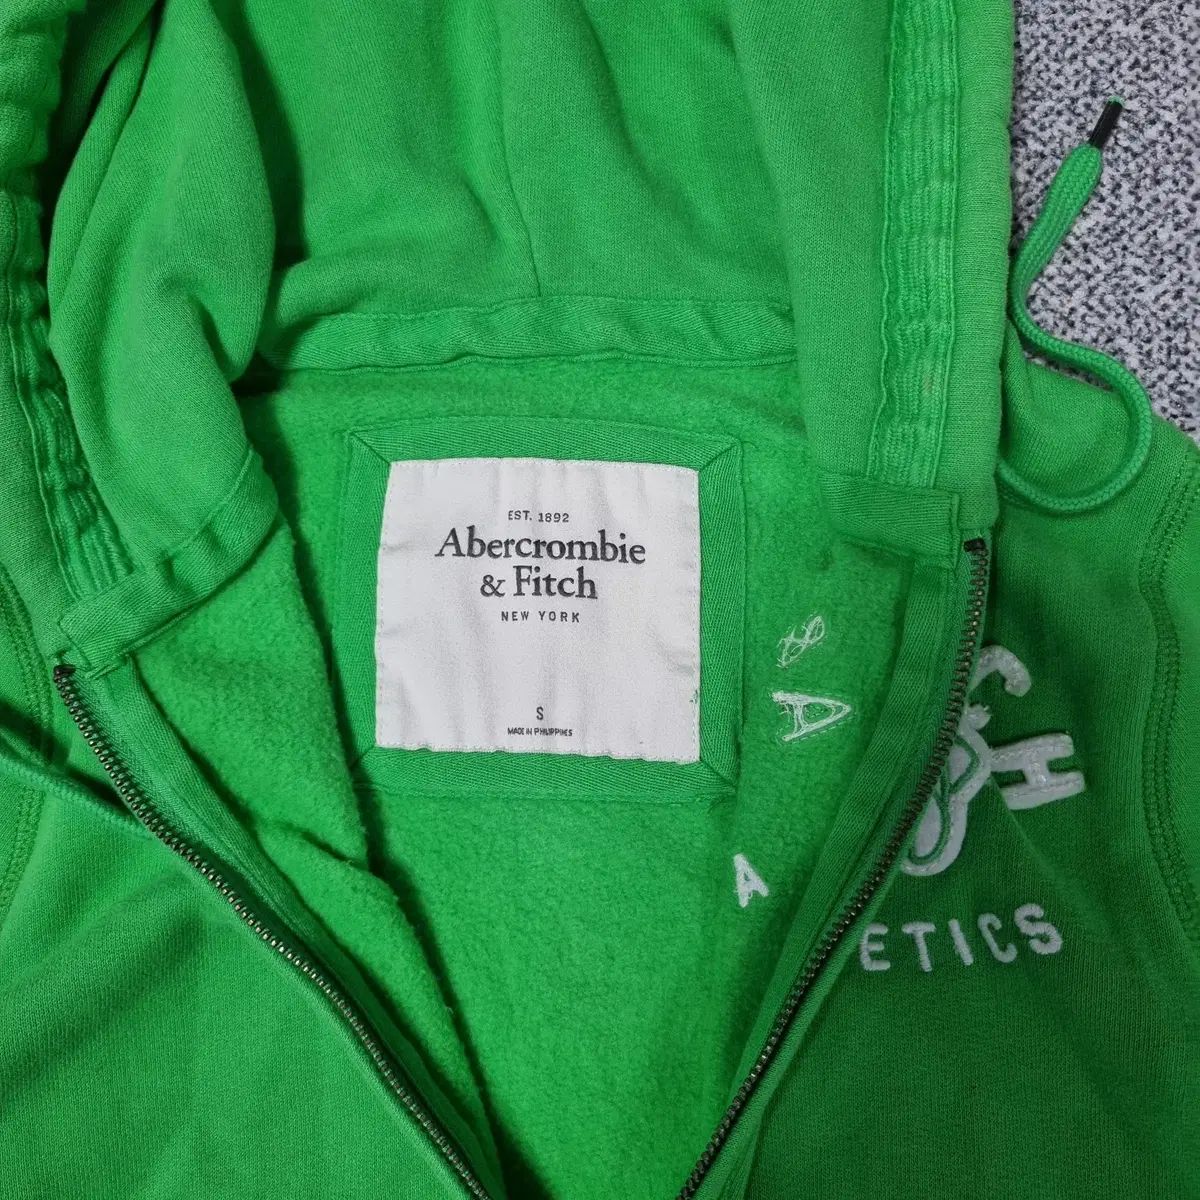 EST. 1892
Abercrombie
& Fitch
NEW YORK
S
MADE IN PHILIPPINES
A
C
H
A
ETICS